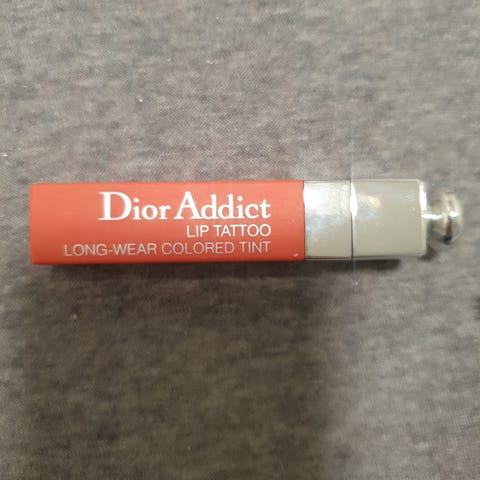 Dior Addict
LIP TATTOO
LONG-WEAR COLORED TINT